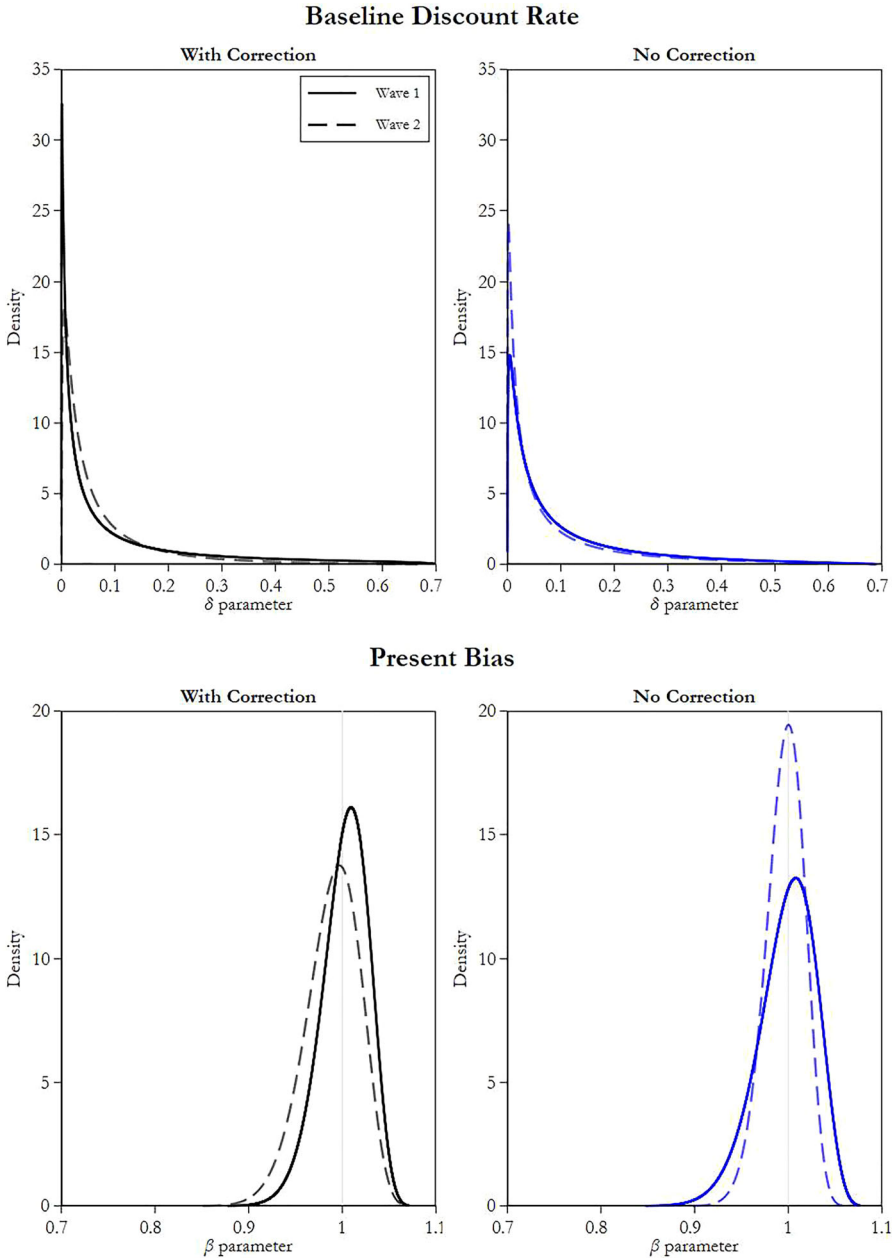 Baseline Discount Rate
With Correction
No Correction
35
30
25
20
15
10
5
0
Density
0 0.1 0.2 0.3 0.4 0.5 0.6 0.7
δ parameter
Wave 1
Wave 2
35
30
25
20
15
10
5
0
Density
0 0.1 0.2 0.3 0.4 0.5 0.6 0.7
δ parameter
Present Bias
With Correction
No Correction
20
15
10
5
0
Density
0.7 0.8 0.9 1 1.1
β parameter
20
15
10
5
0
Density
0.7 0.8 0.9 1 1.1
β parameter